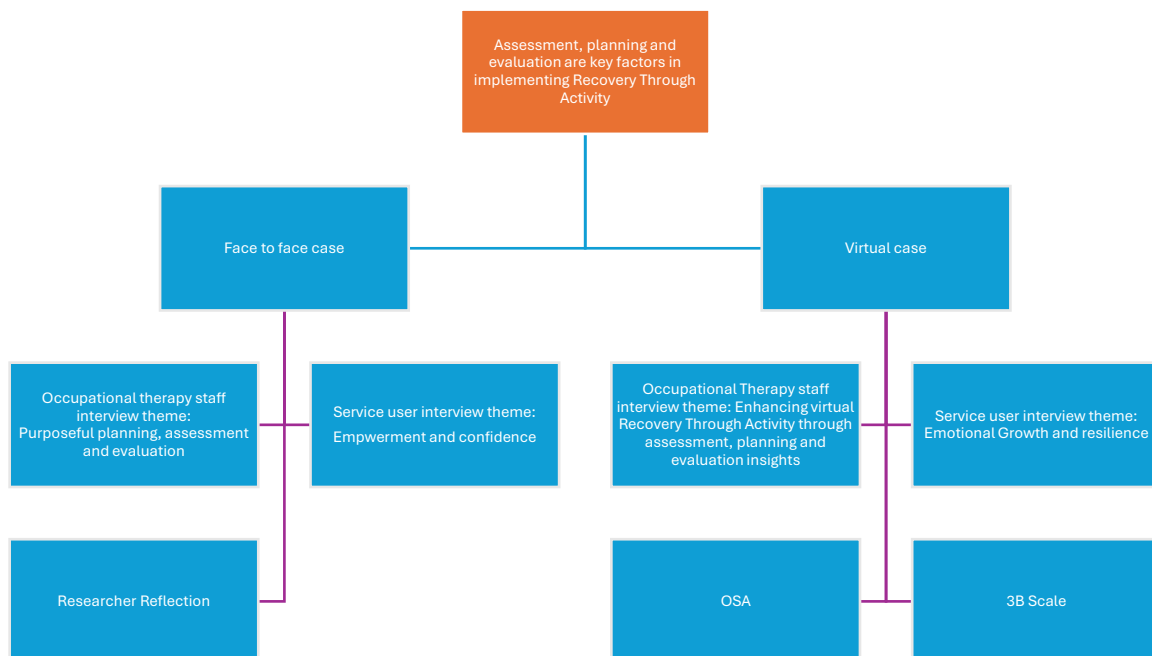 Assessment, planning and
evaluation are key factors in
implementing Recovery Through
Activity
Face to face case
Virtual case
Occupational therapy staff
interview theme:
Purposeful planning, assessment
and evaluation
Service user interview theme:
Empwerment and confidence
Occupational Therapy staff
interview theme: Enhancing virtual
Recovery Through Activity through
assessment, planning and
evaluation insights
Service user interview theme:
Emotional Growth and resilience
Researcher Reflection
OSA
3B Scale